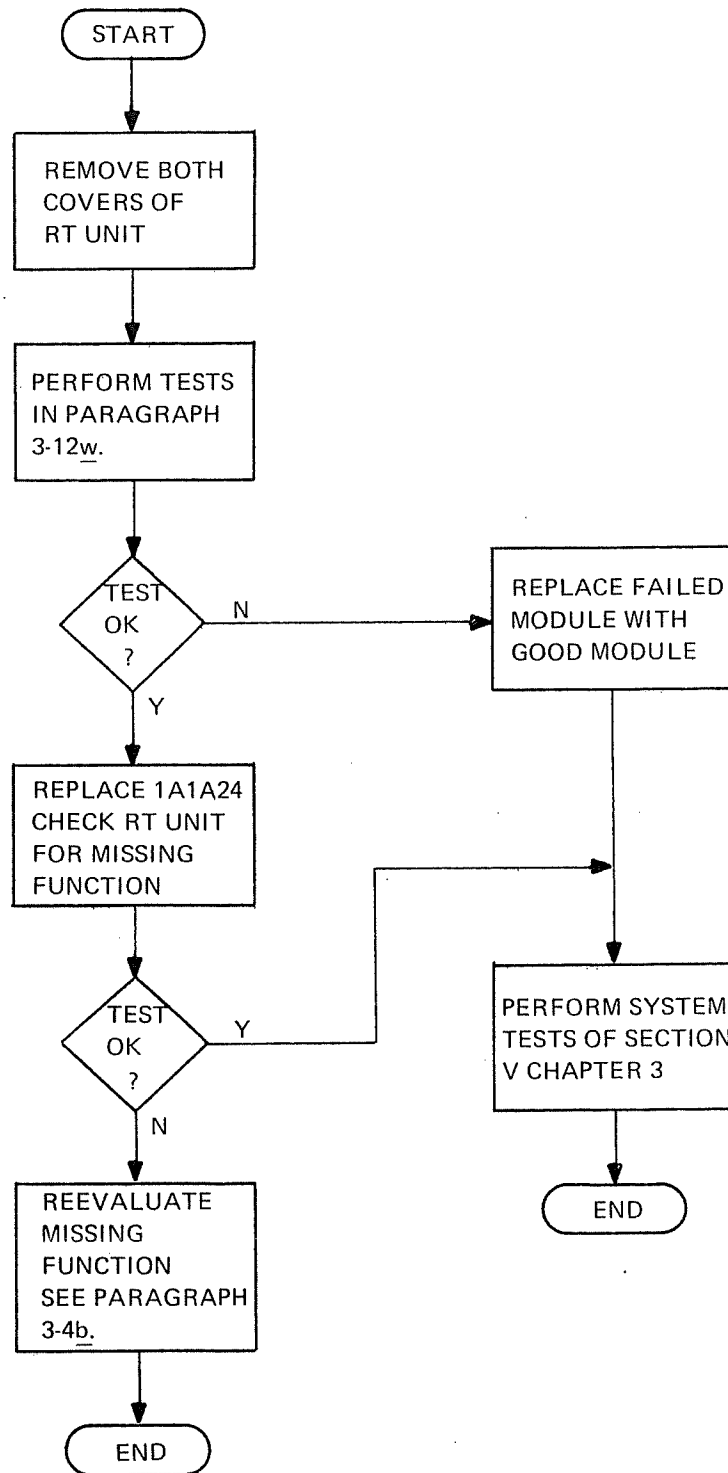 START
REMOVE BOTH
COVERS OF
RT UNIT
PERFORM TESTS
IN PARAGRAPH
3-12w.
TEST
OK
?
N
Y
REPLACE FAILED
MODULE WITH
GOOD MODULE
REPLACE 1A1A24
CHECK RT UNIT
FOR MISSING
FUNCTION
TEST
OK
?
Y
N
PERFORM SYSTEM
TESTS OF SECTION
V CHAPTER 3
END
REEVALUATE
MISSING
FUNCTION
SEE PARAGRAPH
3-4b.
END